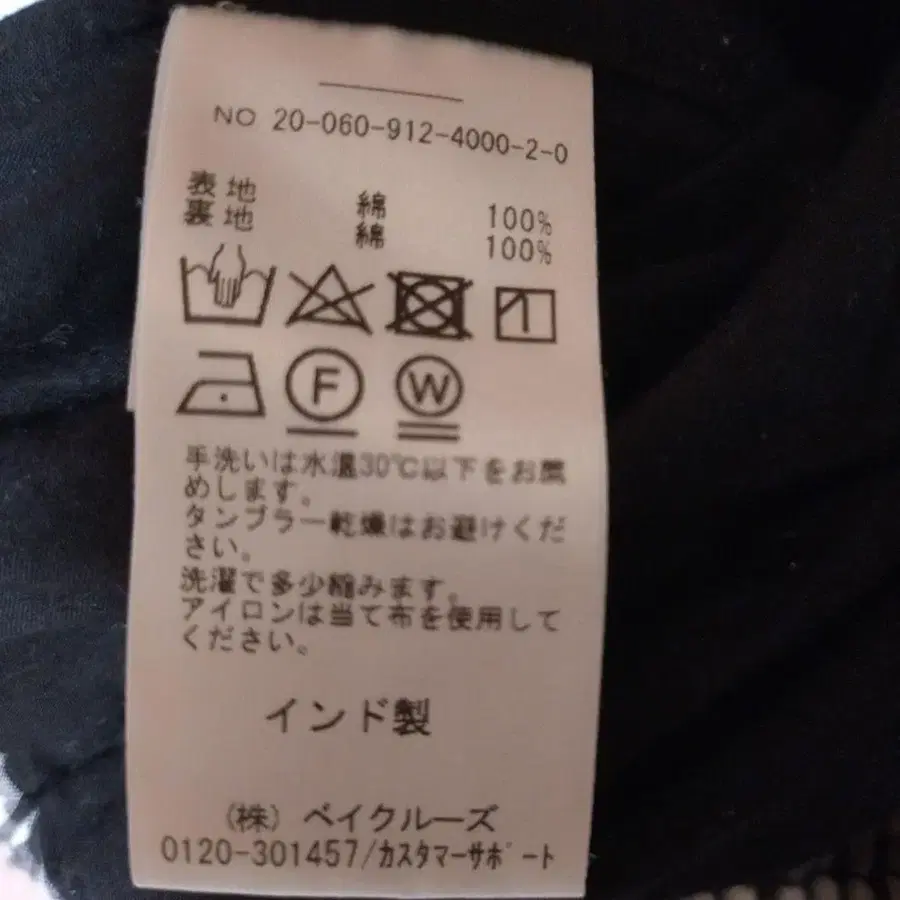 NO 20-060-912-4000-2-0
表地 綿 100%
裏地 綿 100%
F W
手洗いは水温30℃以下をお薦
めします。
タンブラー乾燥はお避けくだ
さい。
洗濯で多少縮みます。
アイロンは当て布を使用して
ください。
インド製
(株) ベイクルーズ
0120-301457/カスタマーサポート